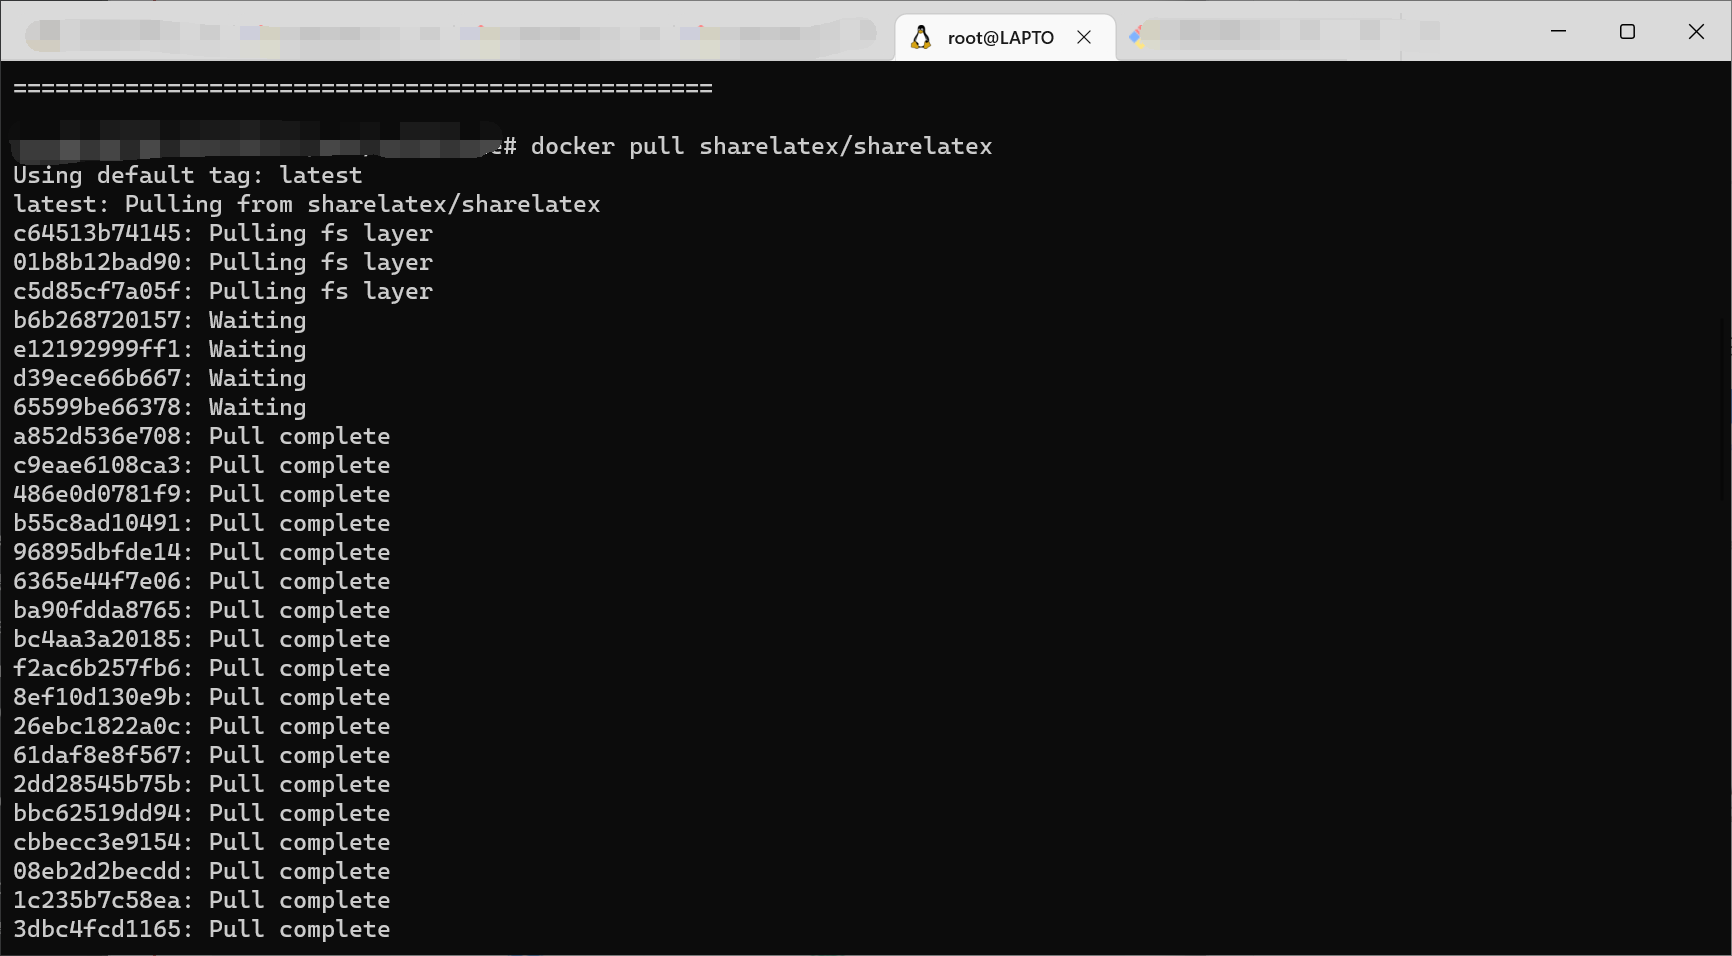 root@LAPTO
==================================================
# docker pull sharelatex/sharelatex
Using default tag: latest
latest: Pulling from sharelatex/sharelatex
c64513b74145: Pulling fs layer
01b8b12bad90: Pulling fs layer
c5d85cf7a05f: Pulling fs layer
b6b268720157: Waiting
e12192999ff1: Waiting
d39ece66b667: Waiting
65599be66378: Waiting
a852d536e708: Pull complete
c9eae6108ca3: Pull complete
486e0d0781f9: Pull complete
b55c8ad10491: Pull complete
96895dbfde14: Pull complete
6365e44f7e06: Pull complete
ba90fdda8765: Pull complete
bc4aa3a20185: Pull complete
f2ac6b257fb6: Pull complete
8ef10d130e9b: Pull complete
26ebc1822a0c: Pull complete
61daf8e8f567: Pull complete
2dd28545b75b: Pull complete
bbc62519dd94: Pull complete
cbbecc3e9154: Pull complete
08eb2d2becdd: Pull complete
1c235b7c58ea: Pull complete
3dbc4fcd1165: Pull complete